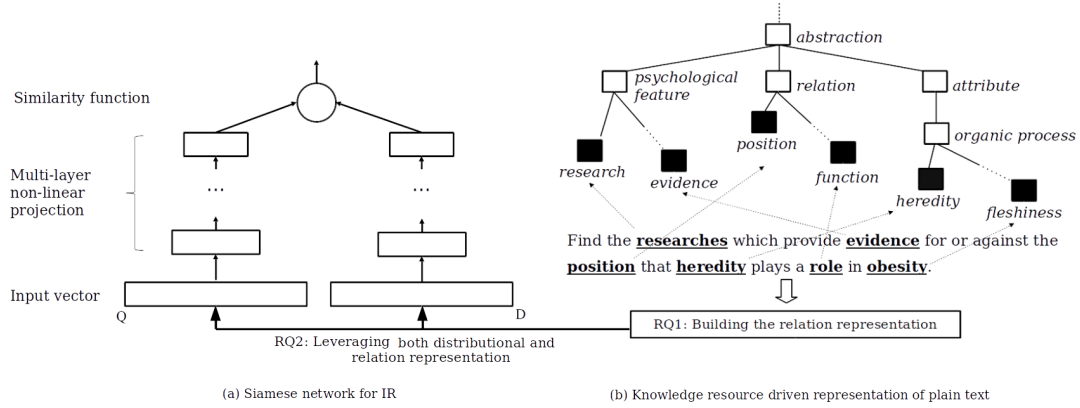 Similarity function
Multi-layer
non-linear
projection
...
...
Input vector
Q
D
RQ2: Leveraging both distributional and
relation representation
(a) Siamese network for IR
abstraction
psychological
feature
relation
attribute
position
organic process
research
evidence
function
heredity
fleshiness
Find the researches which provide evidence for or against the
position that heredity plays a role in obesity.
RQ1: Building the relation representation
(b) Knowledge resource driven representation of plain text